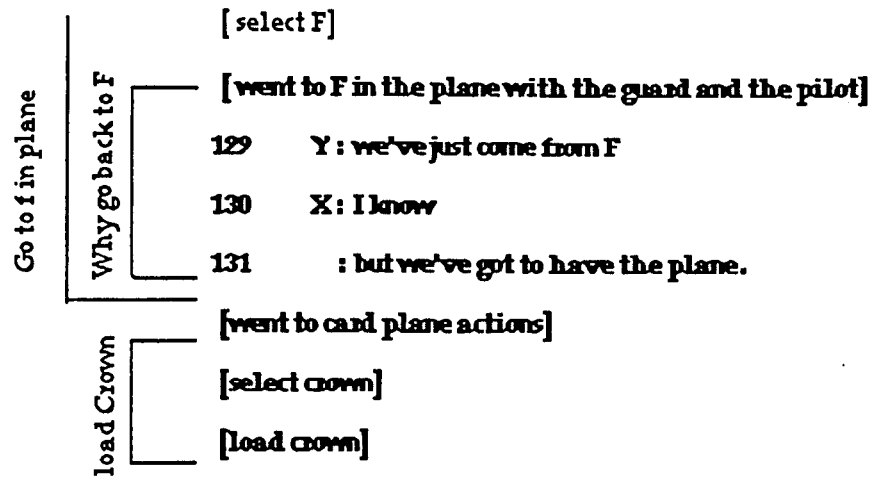 [ select F]
Go to f in plane
Why go back to F
[went to F in the plane with the guard and the pilot]
129 Y : we've just come from F
130 X : I know
131 : but we've got to have the plane.
[went to card plane actions]
load Crown
[select crown]
[load crown]